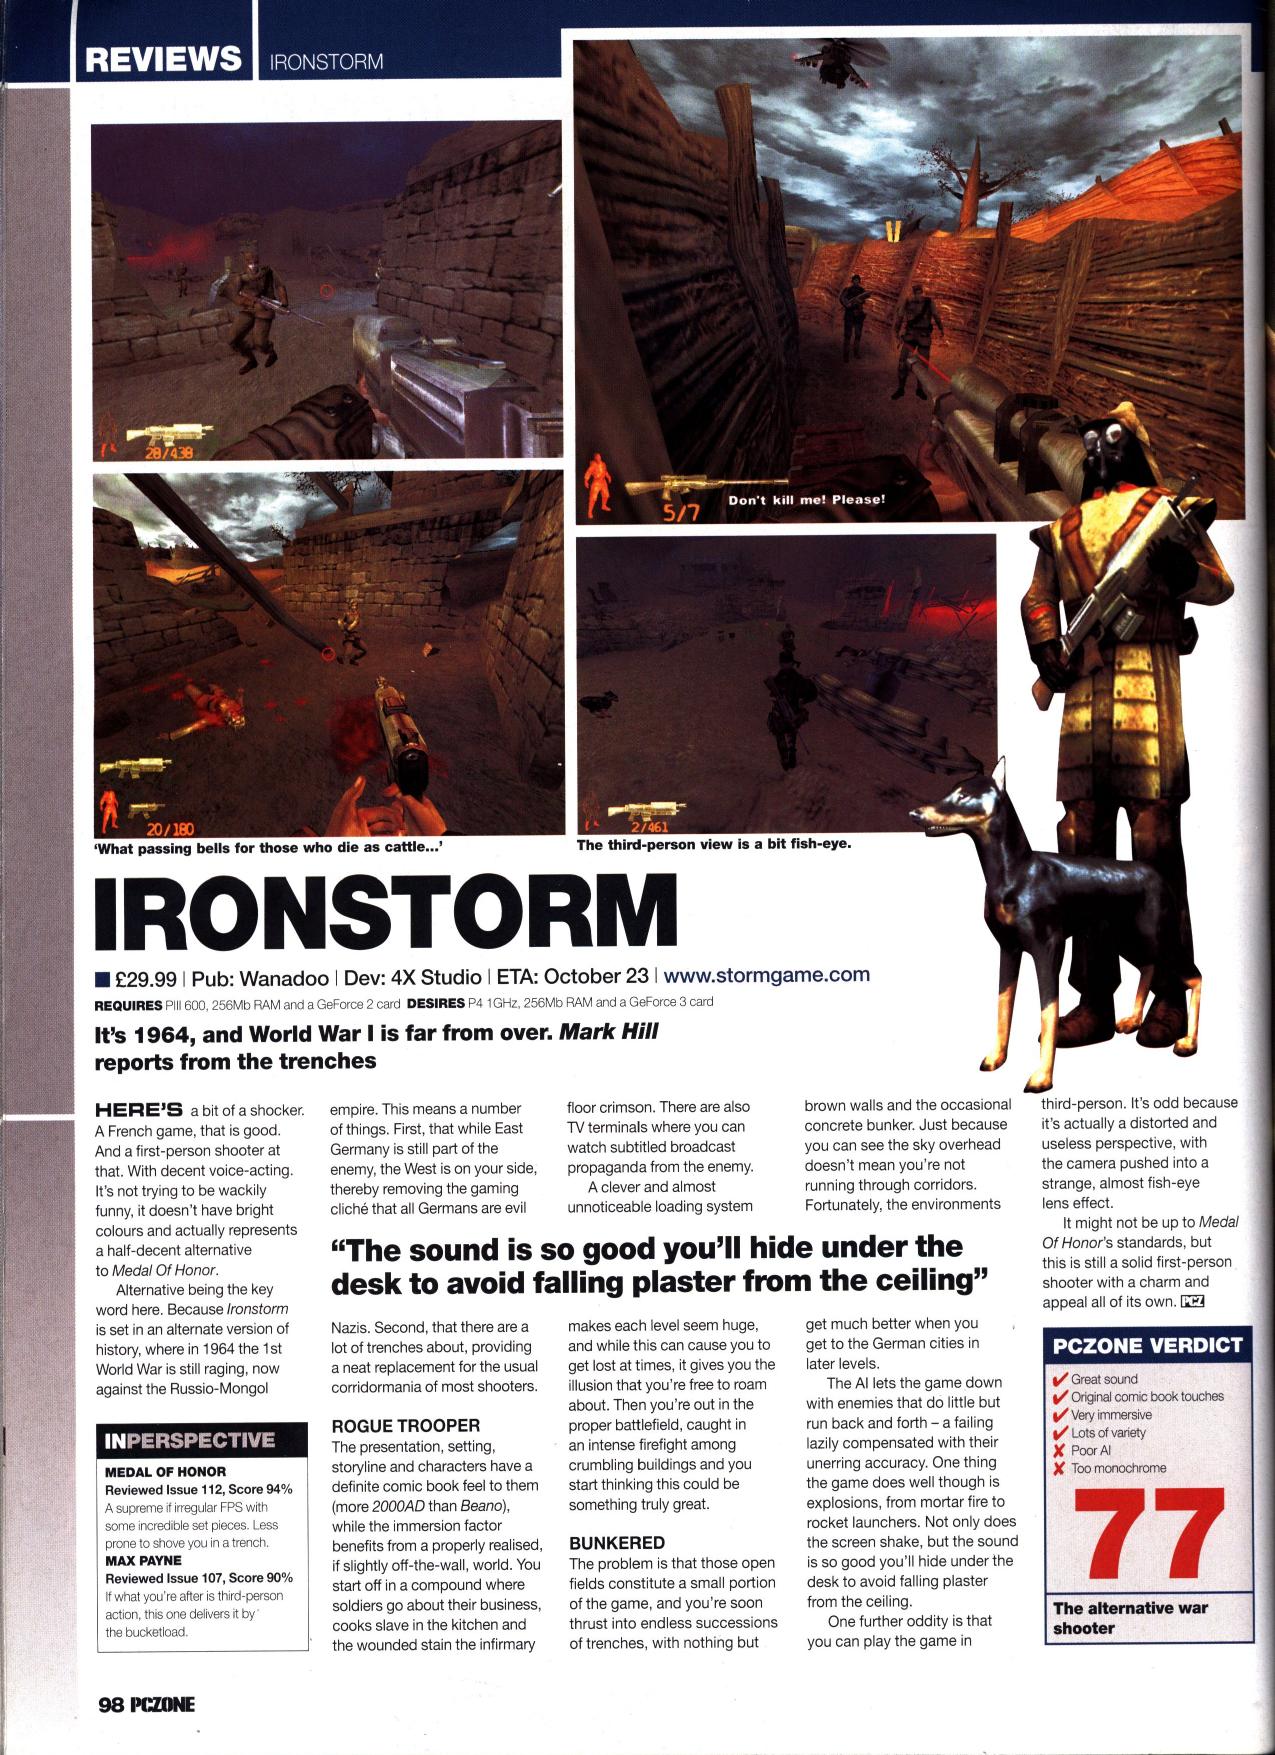 REVIEWS
IRONSTORM
28/438
Don't kill me! Please!
5/7
20/180
2/461
'What passing bells for those who die as cattle...'
The third-person view is a bit fish-eye.
IRONSTORM
£29.99 | Pub: Wanadoo | Dev: 4X Studio | ETA: October 23 | www.stormgame.com
REQUIRES PIII 600, 256Mb RAM and a GeForce 2 card DESIRES P4 1GHz, 256Mb RAM and a GeForce 3 card
It's 1964, and World War I is far from over. Mark Hill
reports from the trenches
HERE'S a bit of a shocker.
A French game, that is good.
And a first-person shooter at
that. With decent voice-acting.
It's not trying to be wackily
funny, it doesn't have bright
colours and actually represents
a half-decent alternative
to Medal Of Honor.
Alternative being the key
word here. Because Ironstorm
is set in an alternate version of
history, where in 1964 the 1st
World War is still raging, now
against the Russio-Mongol
empire. This means a number
of things. First, that while East
Germany is still part of the
enemy, the West is on your side,
thereby removing the gaming
cliché that all Germans are evil
Nazis. Second, that there are a
lot of trenches about, providing
a neat replacement for the usual
corridormania of most shooters.
ROGUE TROOPER
The presentation, setting,
storyline and characters have a
definite comic book feel to them
(more 2000AD than Beano),
while the immersion factor
benefits from a properly realised,
if slightly off-the-wall, world. You
start off in a compound where
soldiers go about their business,
cooks slave in the kitchen and
the wounded stain the infirmary
floor crimson. There are also
TV terminals where you can
watch subtitled broadcast
propaganda from the enemy.
A clever and almost
unnoticeable loading system
makes each level seem huge,
and while this can cause you to
get lost at times, it gives you the
illusion that you're free to roam
about. Then you're out in the
proper battlefield, caught in
an intense firefight among
crumbling buildings and you
start thinking this could be
something truly great.
BUNKERED
The problem is that those open
fields constitute a small portion
of the game, and you're soon
thrust into endless successions
of trenches, with nothing but
brown walls and the occasional
concrete bunker. Just because
you can see the sky overhead
doesn't mean you're not
running through corridors.
Fortunately, the environments
get much better when you
get to the German cities in
later levels.
The AI lets the game down
with enemies that do little but
run back and forth – a failing
lazily compensated with their
unerring accuracy. One thing
the game does well though is
explosions, from mortar fire to
rocket launchers. Not only does
the screen shake, but the sound
is so good you'll hide under the
desk to avoid falling plaster
from the ceiling.
One further oddity is that
you can play the game in
third-person. It's odd because
it's actually a distorted and
useless perspective, with
the camera pushed into a
strange, almost fish-eye
lens effect.
It might not be up to Medal
Of Honor's standards, but
this is still a solid first-person
shooter with a charm and
appeal all of its own. PCZ
"The sound is so good you'll hide under the
desk to avoid falling plaster from the ceiling"
INPERSPECTIVE
MEDAL OF HONOR
Reviewed Issue 112, Score 94%
A supreme if irregular FPS with
some incredible set pieces. Less
prone to shove you in a trench.
MAX PAYNE
Reviewed Issue 107, Score 90%
If what you're after is third-person
action, this one delivers it by
the bucketload.
PCZONE VERDICT
✓ Great sound
✓ Original comic book touches
✓ Very immersive
✓ Lots of variety
✗ Poor AI
✗ Too monochrome
77
The alternative war
shooter
98 PCZONE